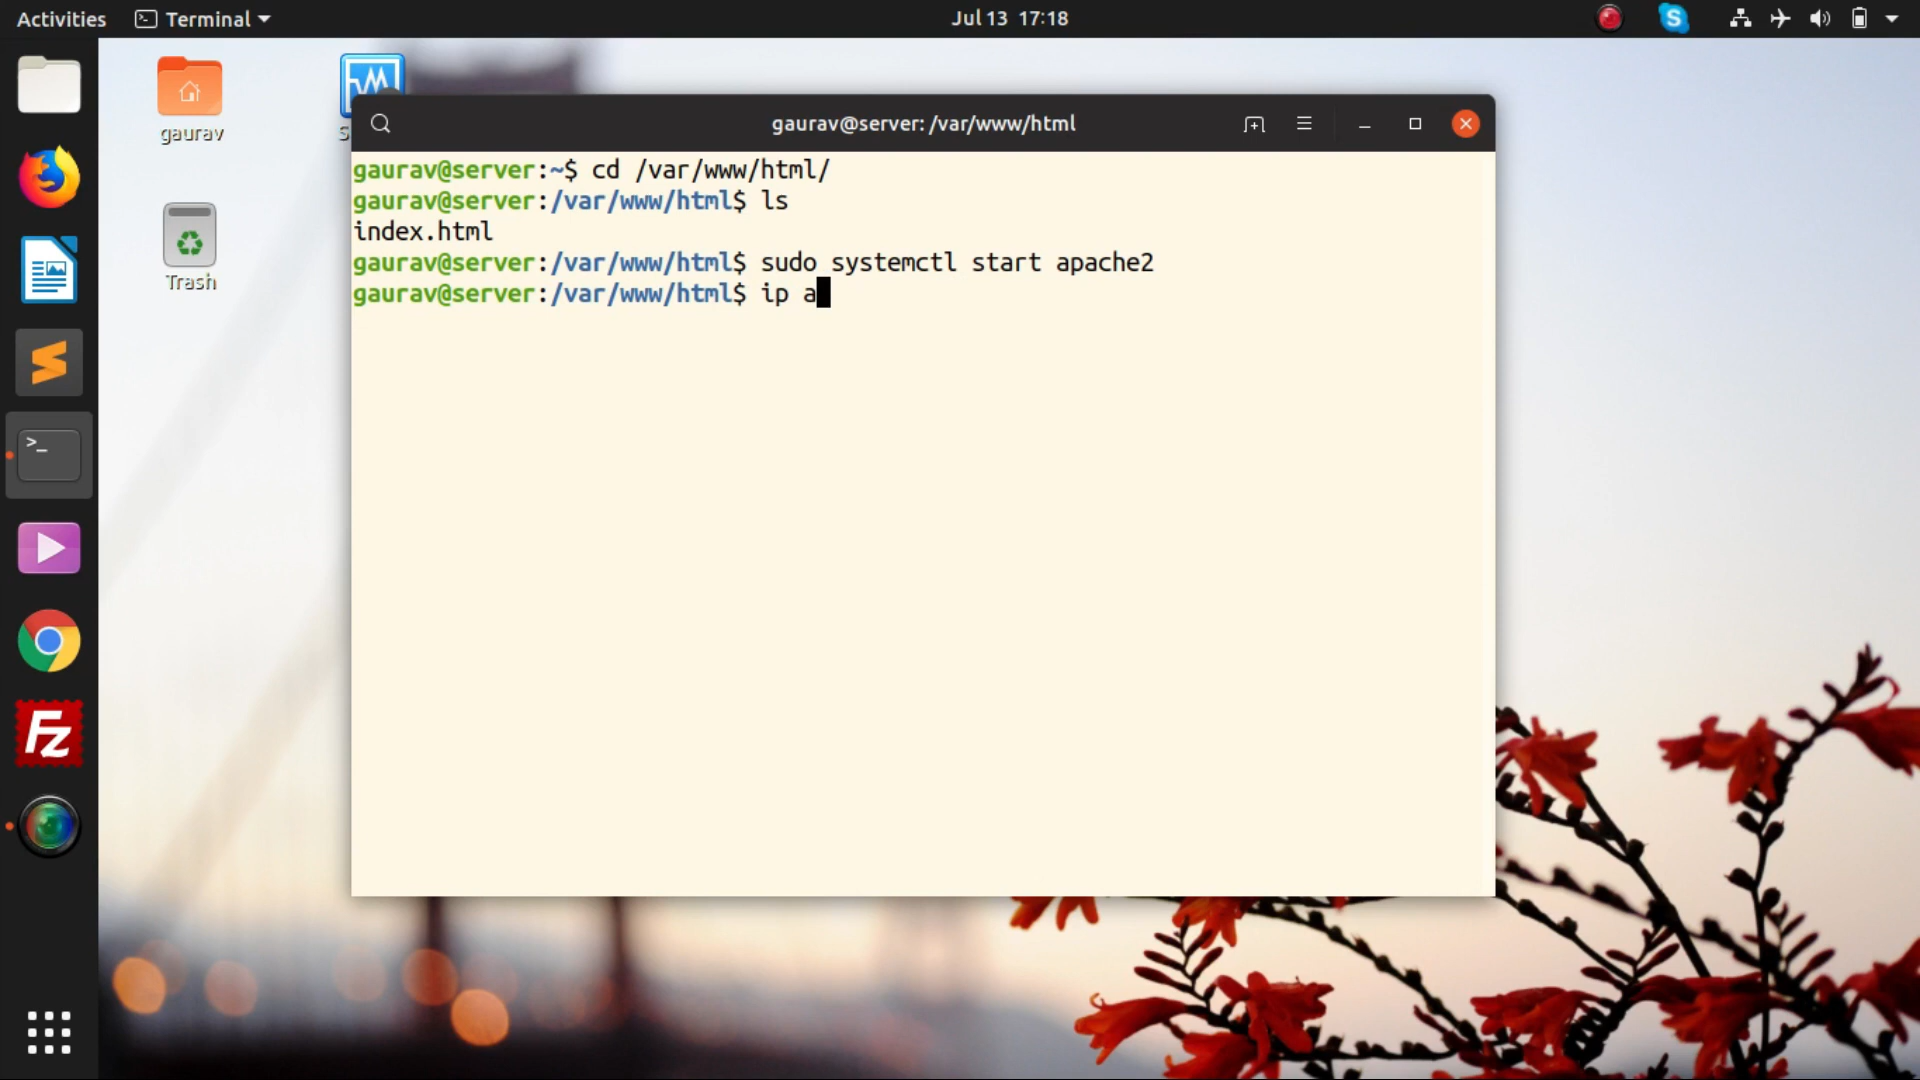 Activities Terminal Jul 13 17:18
gaurav
Trash
gaurav@server: /var/www/html
gaurav@server:~$ cd /var/www/html/
gaurav@server:/var/www/html$ ls
index.html
gaurav@server:/var/www/html$ sudo systemctl start apache2
gaurav@server:/var/www/html$ ip a